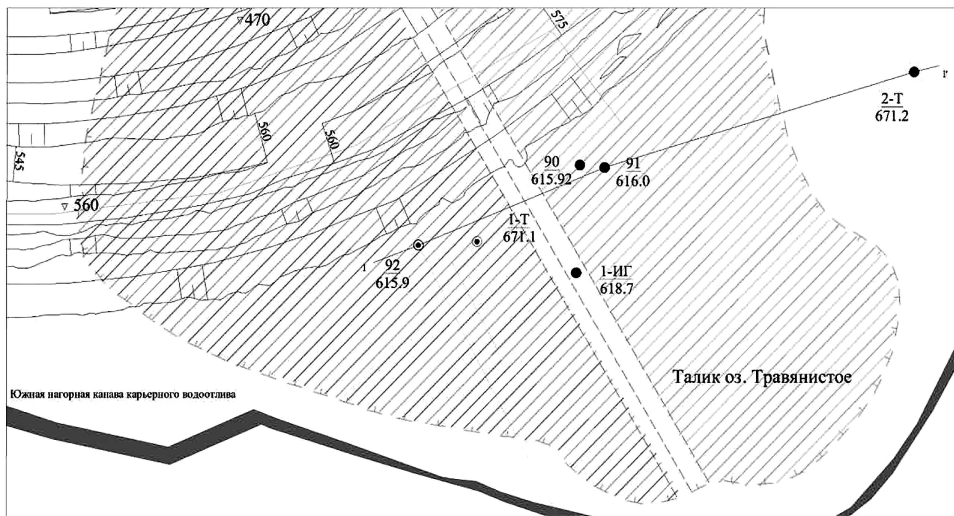 470
575
560
560
545
560
2-Т
671.2
I'
90
615.92
91
616.0
1-Т
671.1
I
92
615.9
1-ИГ
618.7
Талик оз. Травянистое
Южная нагорная канава карьерного водоотлива